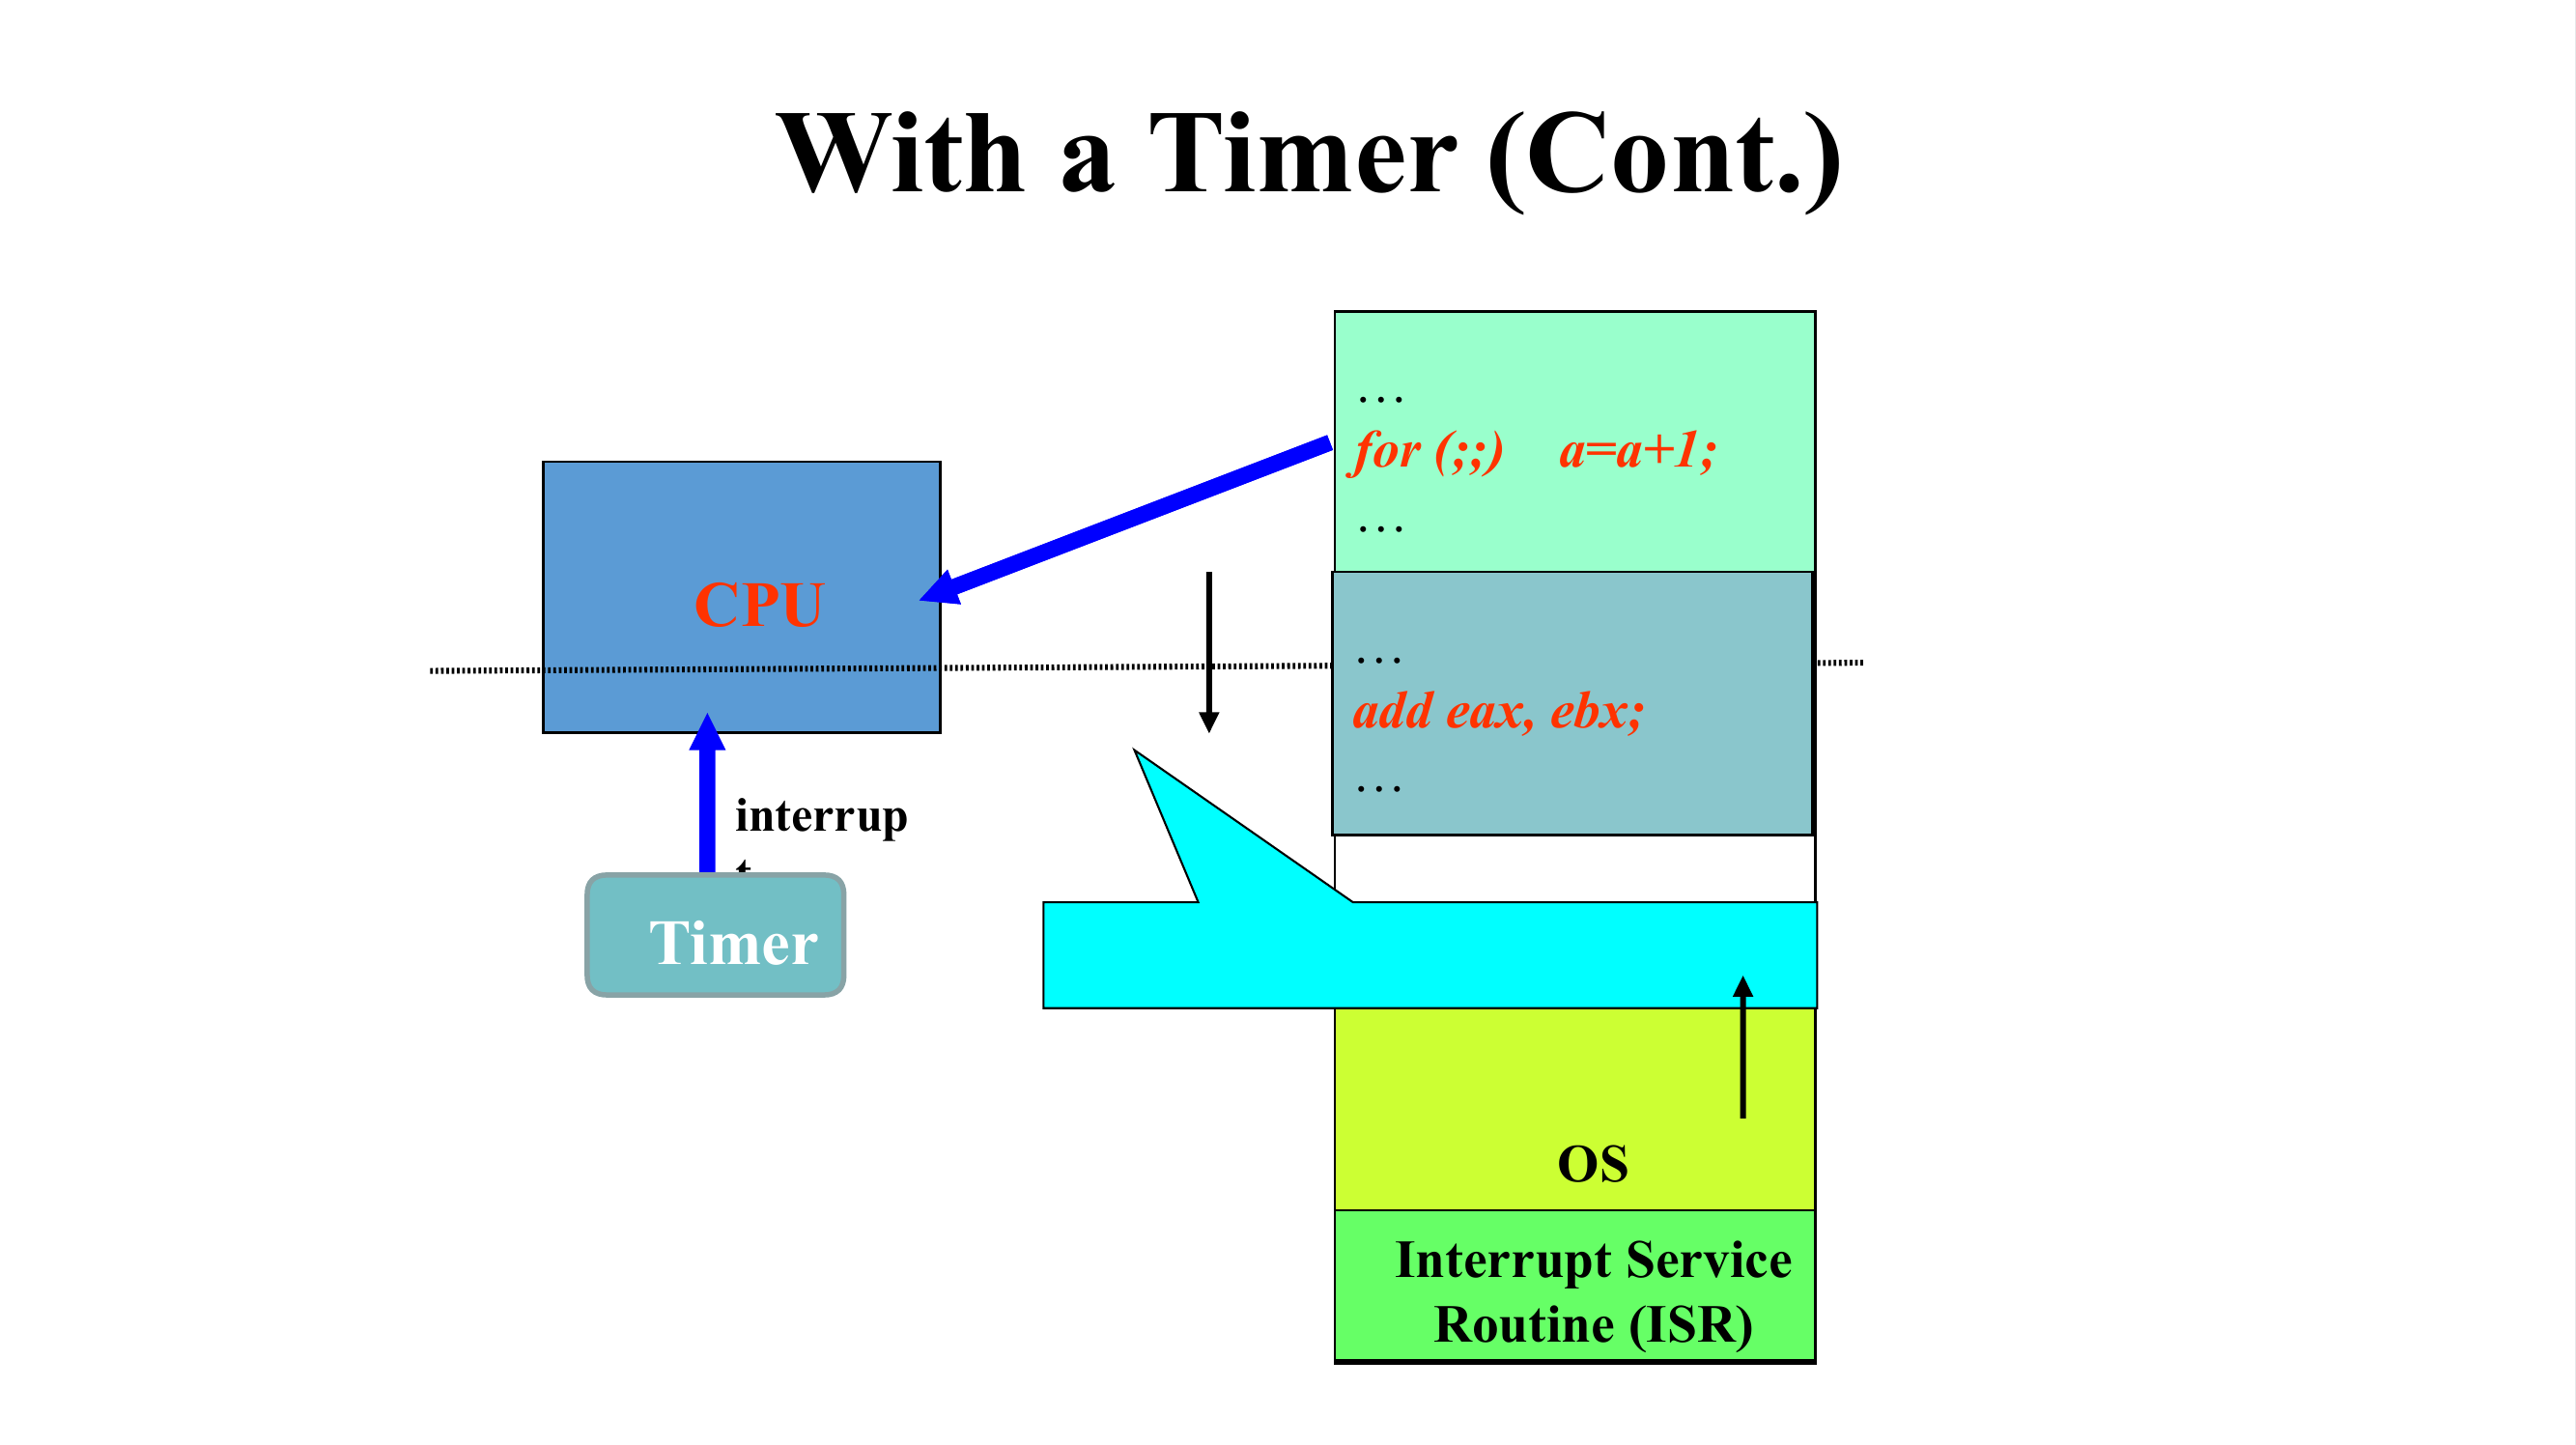 With a Timer (Cont.)
…
for (;;) a=a+1;
…
CPU
…
add eax, ebx;
…
interrup
t
Timer
OS
Interrupt Service
Routine (ISR)